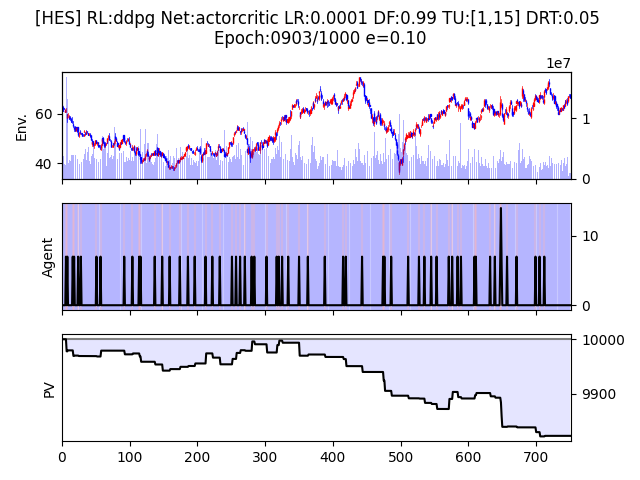 [HES] RL:ddpg Net:actorcritic LR:0.0001 DF:0.99 TU:[1,15] DRT:0.05
Epoch:0903/1000 e=0.10
1e7
Env.
60
40
1
0
Agent
10
0
PV
10000
9900
0 100 200 300 400 500 600 700